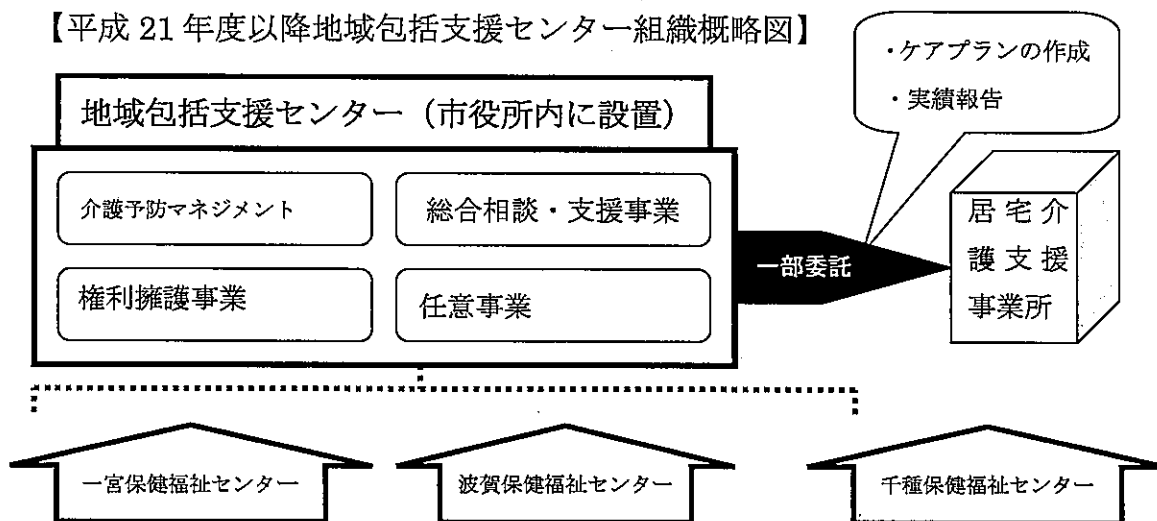 【平成 21 年度以降地域包括支援センター組織概略図】
・ケアプランの作成
・実績報告
地域包括支援センター（市役所内に設置）
介護予防マネジメント
総合相談・支援事業
権利擁護事業
任意事業
一部委託
居宅介
護支援
事業所
一宮保健福祉センター
波賀保健福祉センター
千種保健福祉センター